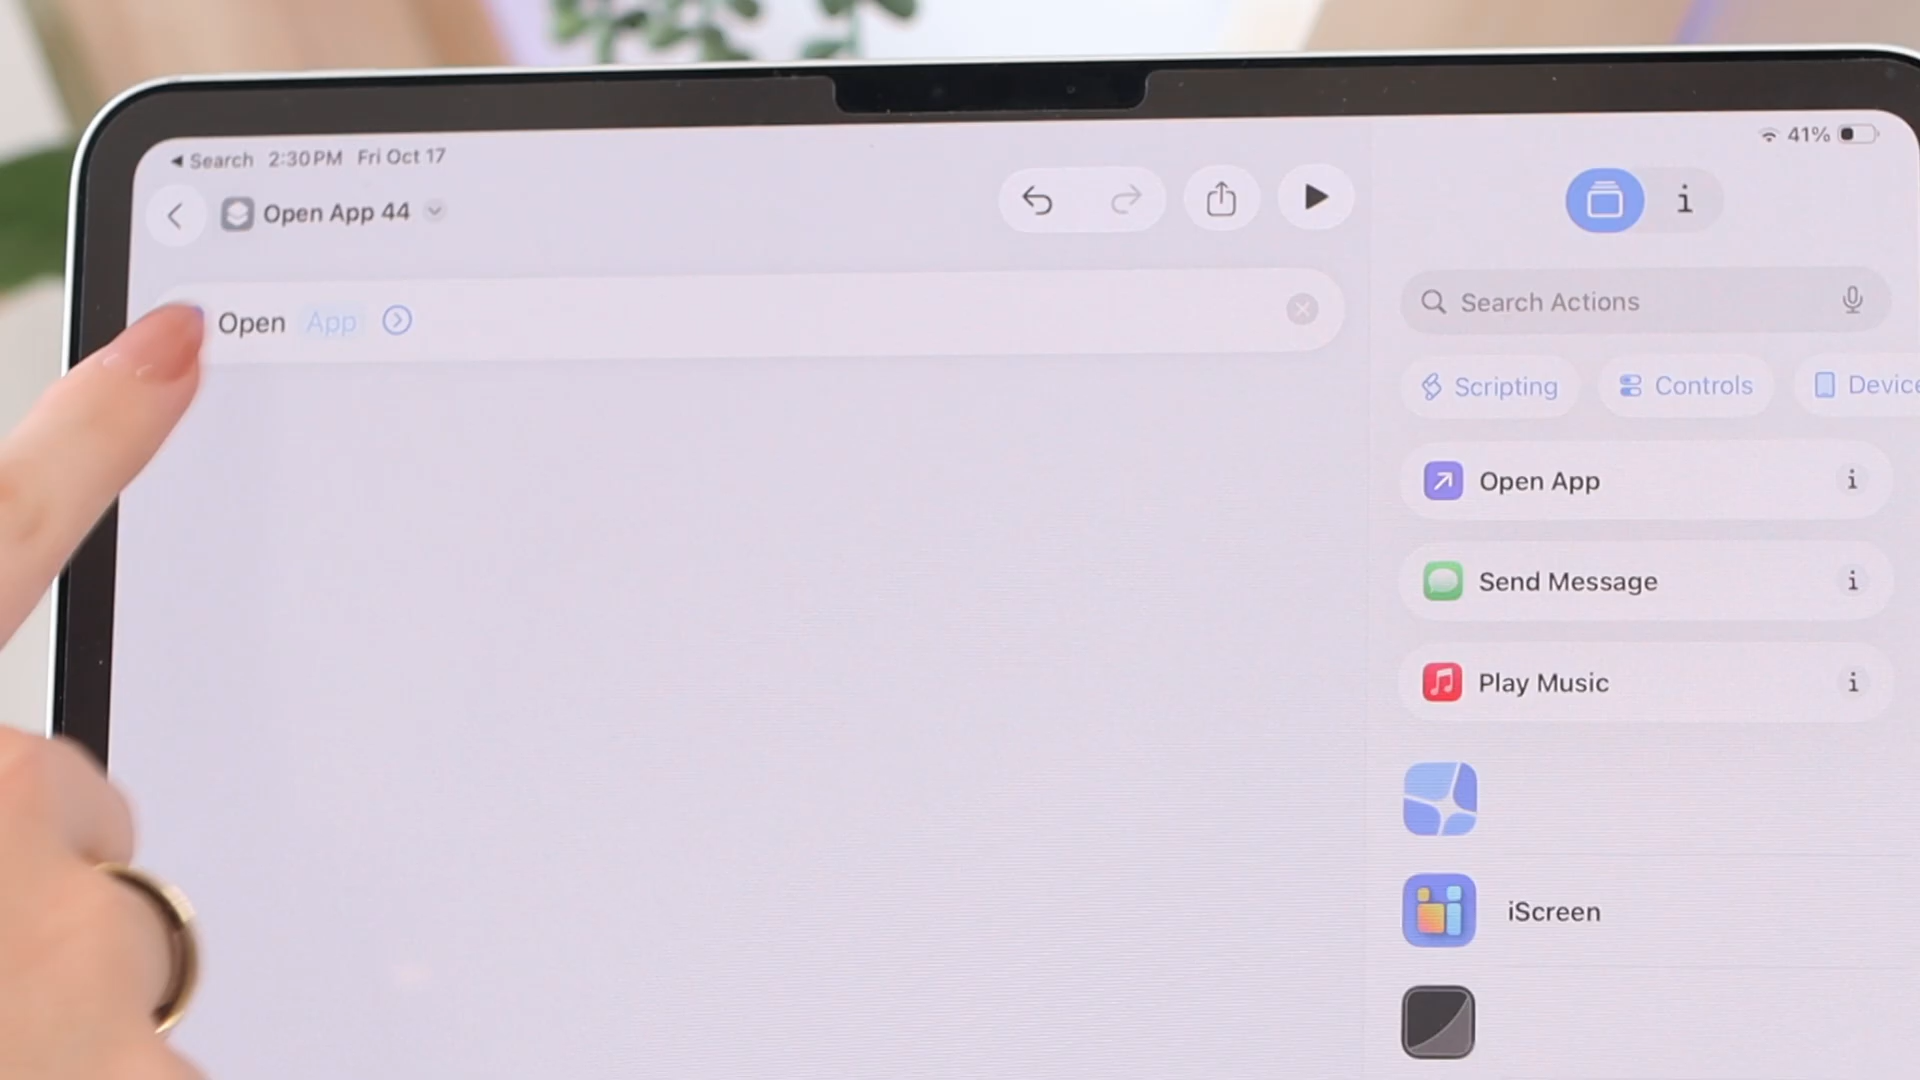 Search 2:30 PM Fri Oct 17
41%
Open App 44
i
Open App
Search Actions
Scripting
Controls
Device
Open App
i
Send Message
i
Play Music
i
iScreen